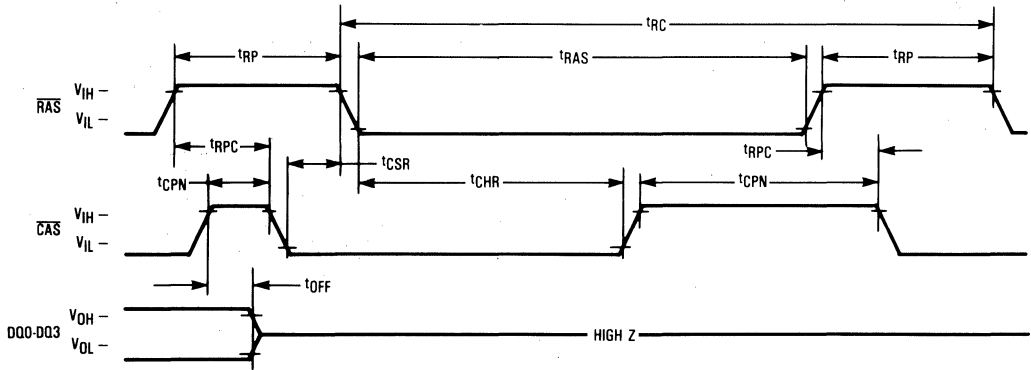 tRC
tRP
tRAS
tRP
RAS
VIH
VIL
tRPC
tRPC
tCSR
tCPN
tCHR
tCPN
CAS
VIH
VIL
tOFF
DQ0-DQ3
VOH
VOL
HIGH Z